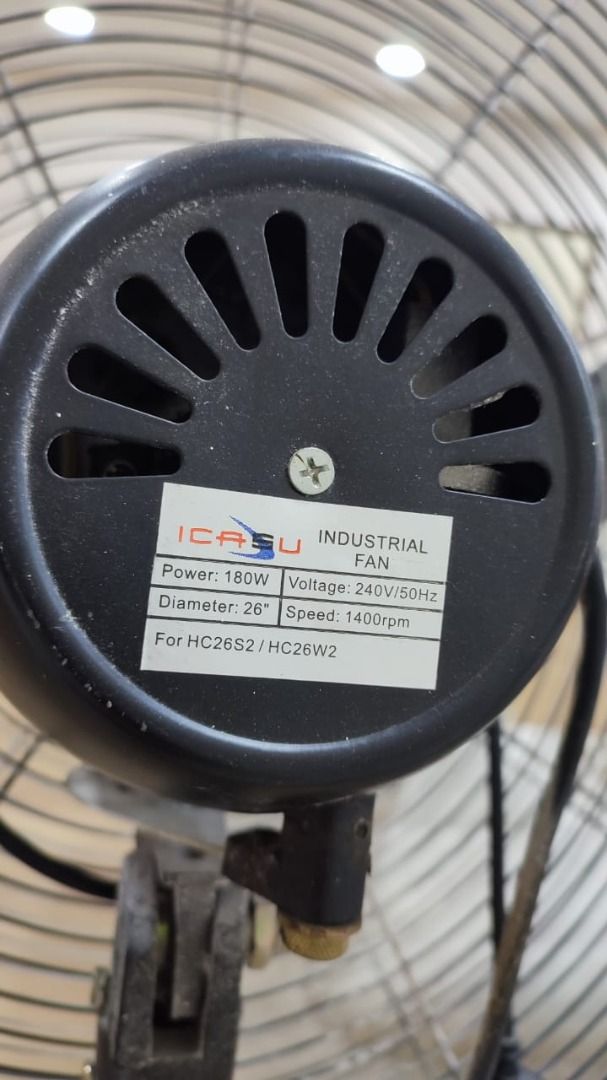 ICASU INDUSTRIAL
FAN
Power: 180W Voltage: 240V/50Hz
Diameter: 26" Speed: 1400rpm
For HC26S2 / HC26W2